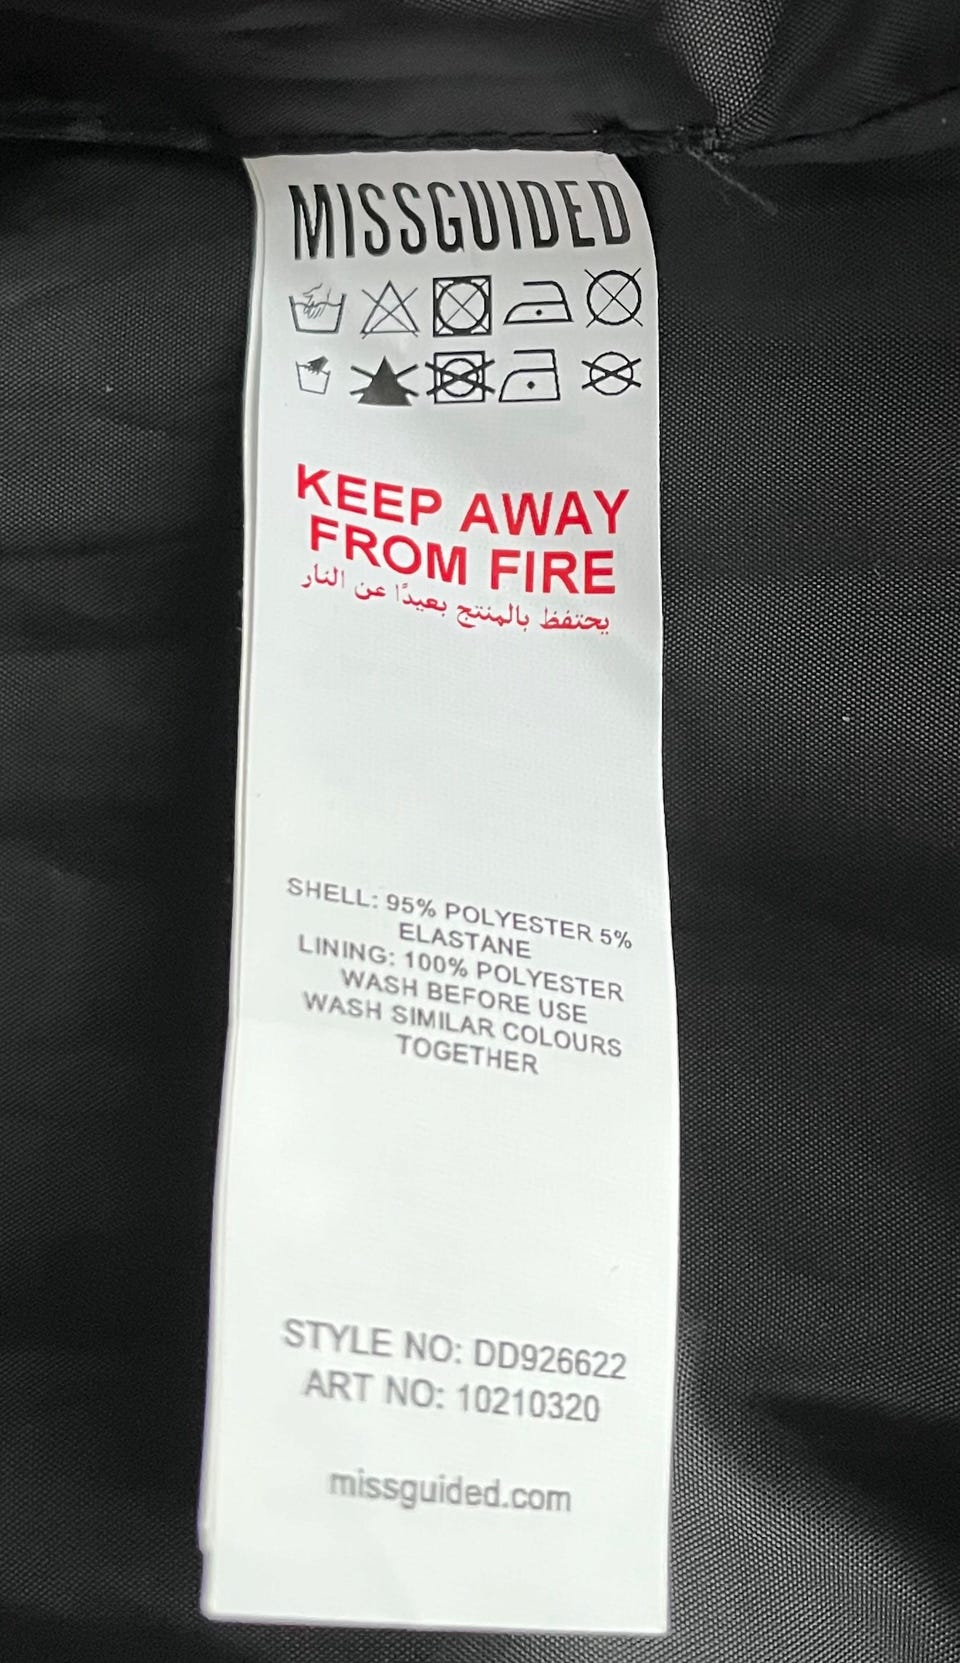 MISSGUIDED
KEEP AWAY
FROM FIRE
يحتفظ بالمنتج بعيدًا عن النار
SHELL: 95% POLYESTER 5%
ELASTANE
LINING: 100% POLYESTER
WASH BEFORE USE
WASH SIMILAR COLOURS
TOGETHER
STYLE NO: DD926622
ART NO: 10210320
missguided.com